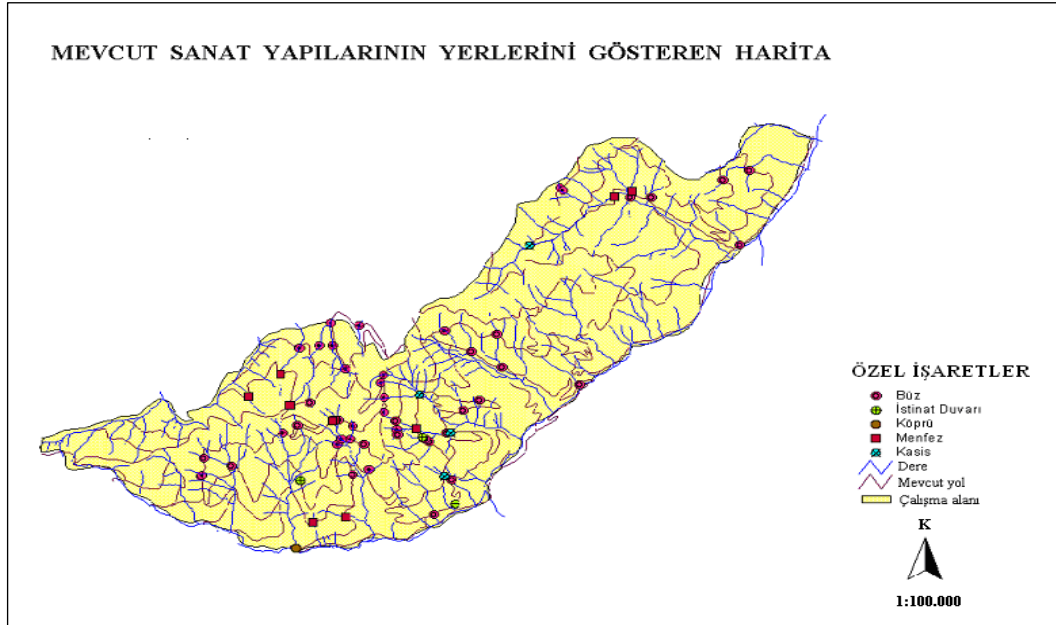 MEVCUT SANAT YAPILARININ YERLERİNİ GÖSTEREN HARİTA
ÖZEL İŞARETLER
Büz
İstinat Duvarı
Köprü
Menfez
Kasis
Dere
Mevcut yol
Çalışma alanı
K
1:100.000